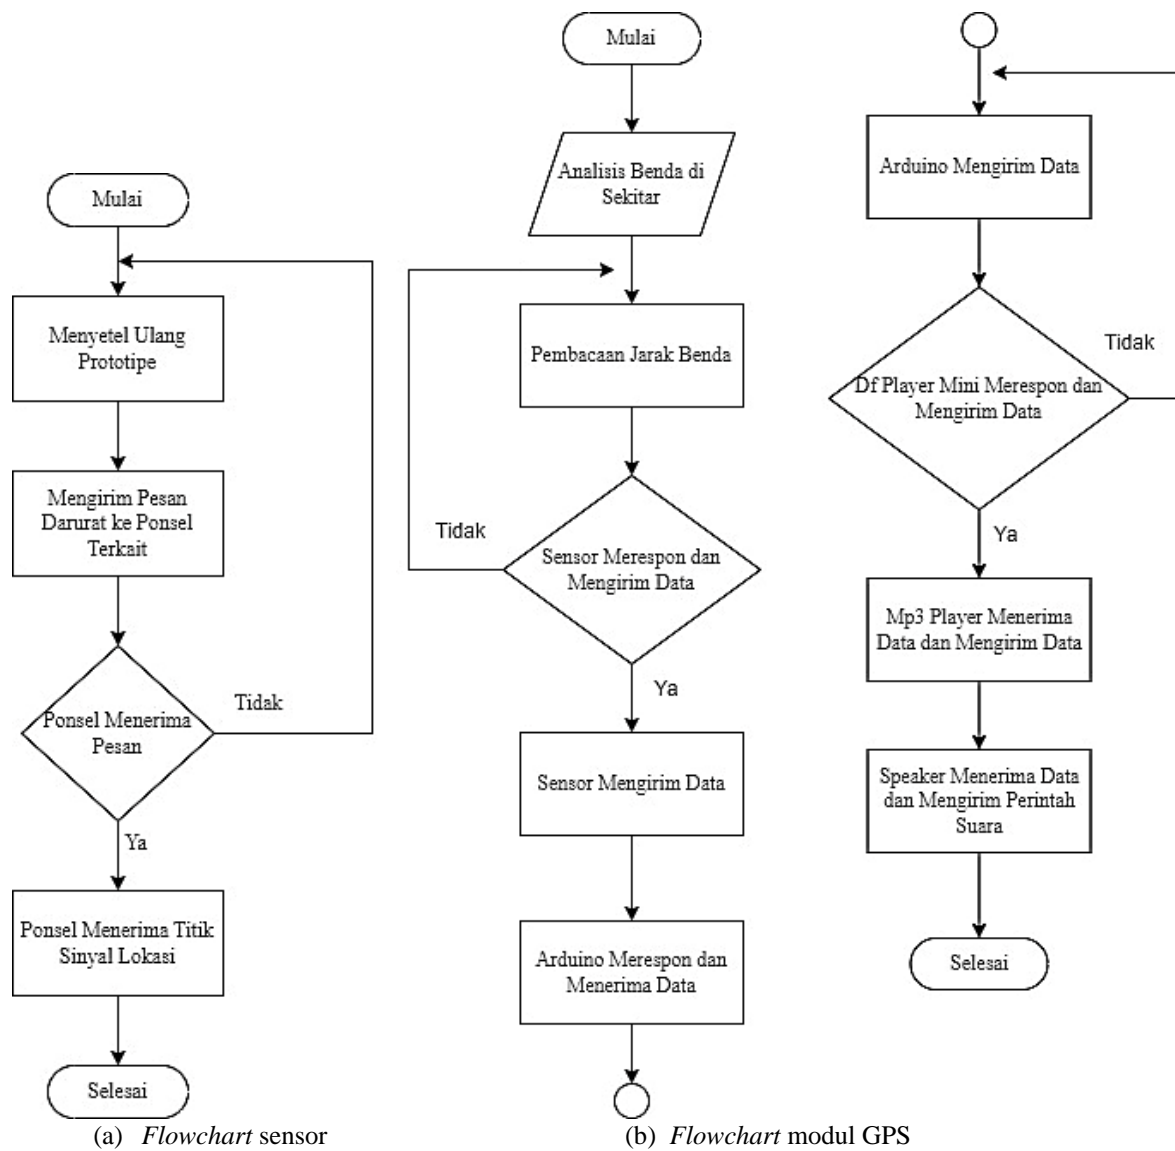 Mulai
Menyetel Ulang
Prototipe
Mengirim Pesan
Darurat ke Ponsel
Terkait
Ponsel Menerima
Pesan
Tidak
Ya
Ponsel Menerima Titik
Sinyal Lokasi
Selesai
(a) Flowchart sensor
Mulai
Analisis Benda di
Sekitar
Pembacaan Jarak Benda
Tidak
Sensor Merespon dan
Mengirim Data
Ya
Sensor Mengirim Data
Arduino Merespon dan
Menerima Data
Arduino Mengirim Data
Tidak
Df Player Mini Merespon dan
Mengirim Data
Ya
Mp3 Player Menerima
Data dan Mengirim Data
Speaker Menerima Data
dan Mengirim Perintah
Suara
Selesai
(b) Flowchart modul GPS